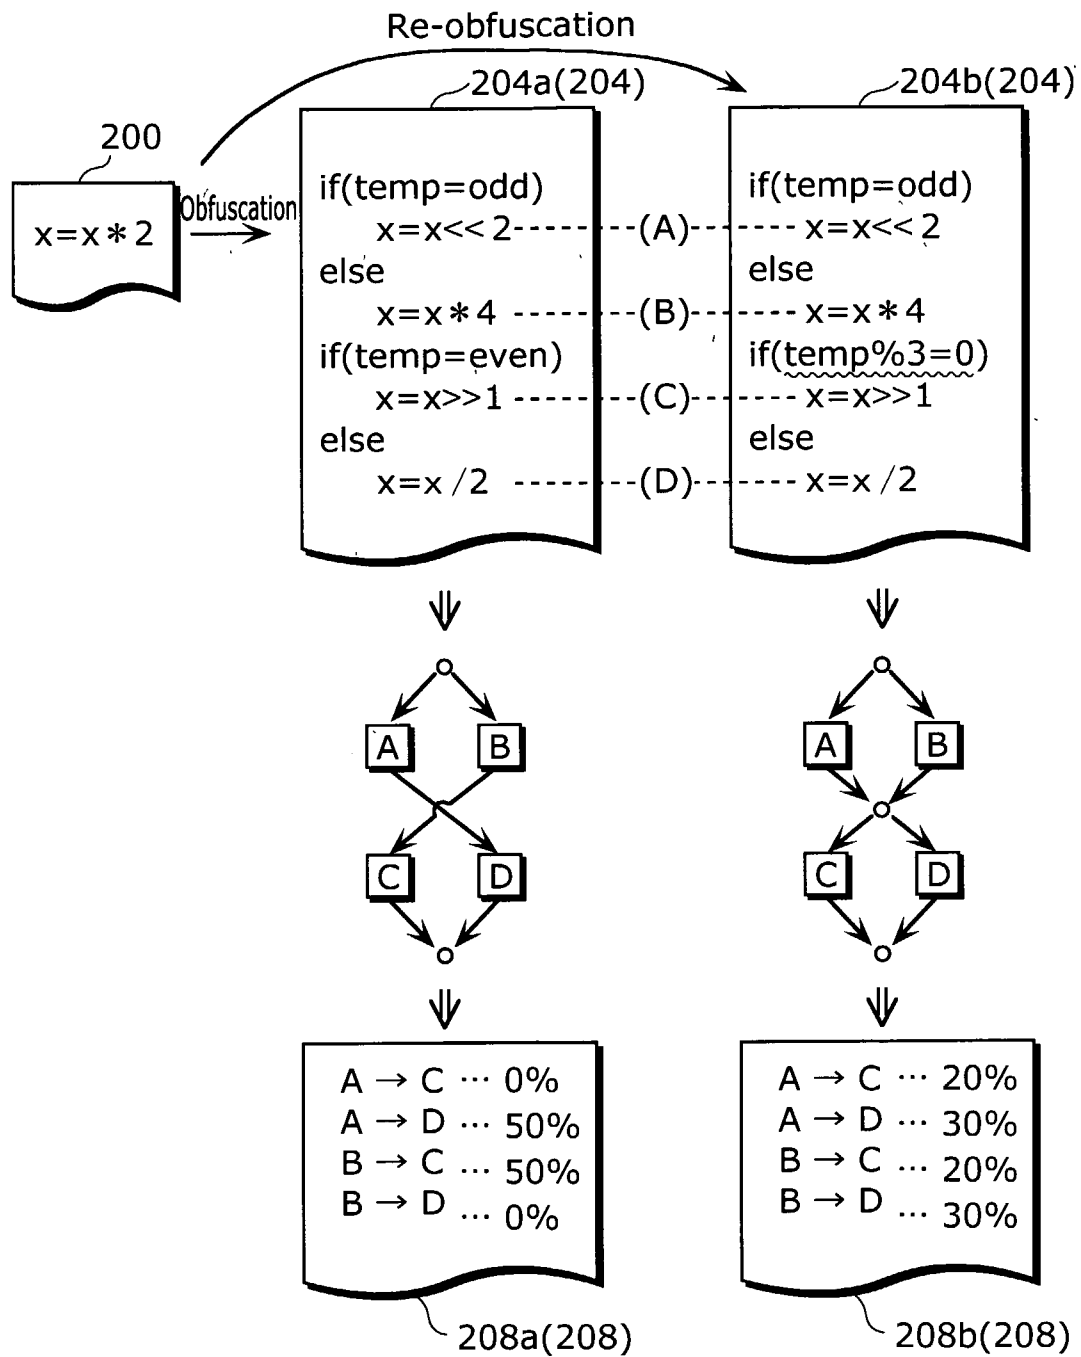 Re-obfuscation
204a(204)
204b(204)
200
x=x*2
Obfuscation
if(temp=odd)
x=x<<2
else
x=x*4
if(temp=even)
x=x>>1
else
x=x/2
(A)
(B)
(C)
(D)
if(temp=odd)
x=x<<2
else
x=x*4
if(temp%3=0)
x=x>>1
else
x=x/2
⇓
⇓
A B
C D
A B
C D
⇓
⇓
A → C ··· 0%
A → D ··· 50%
B → C ··· 50%
B → D ··· 0%
A → C ··· 20%
A → D ··· 30%
B → C ··· 20%
B → D ··· 30%
208a(208)
208b(208)